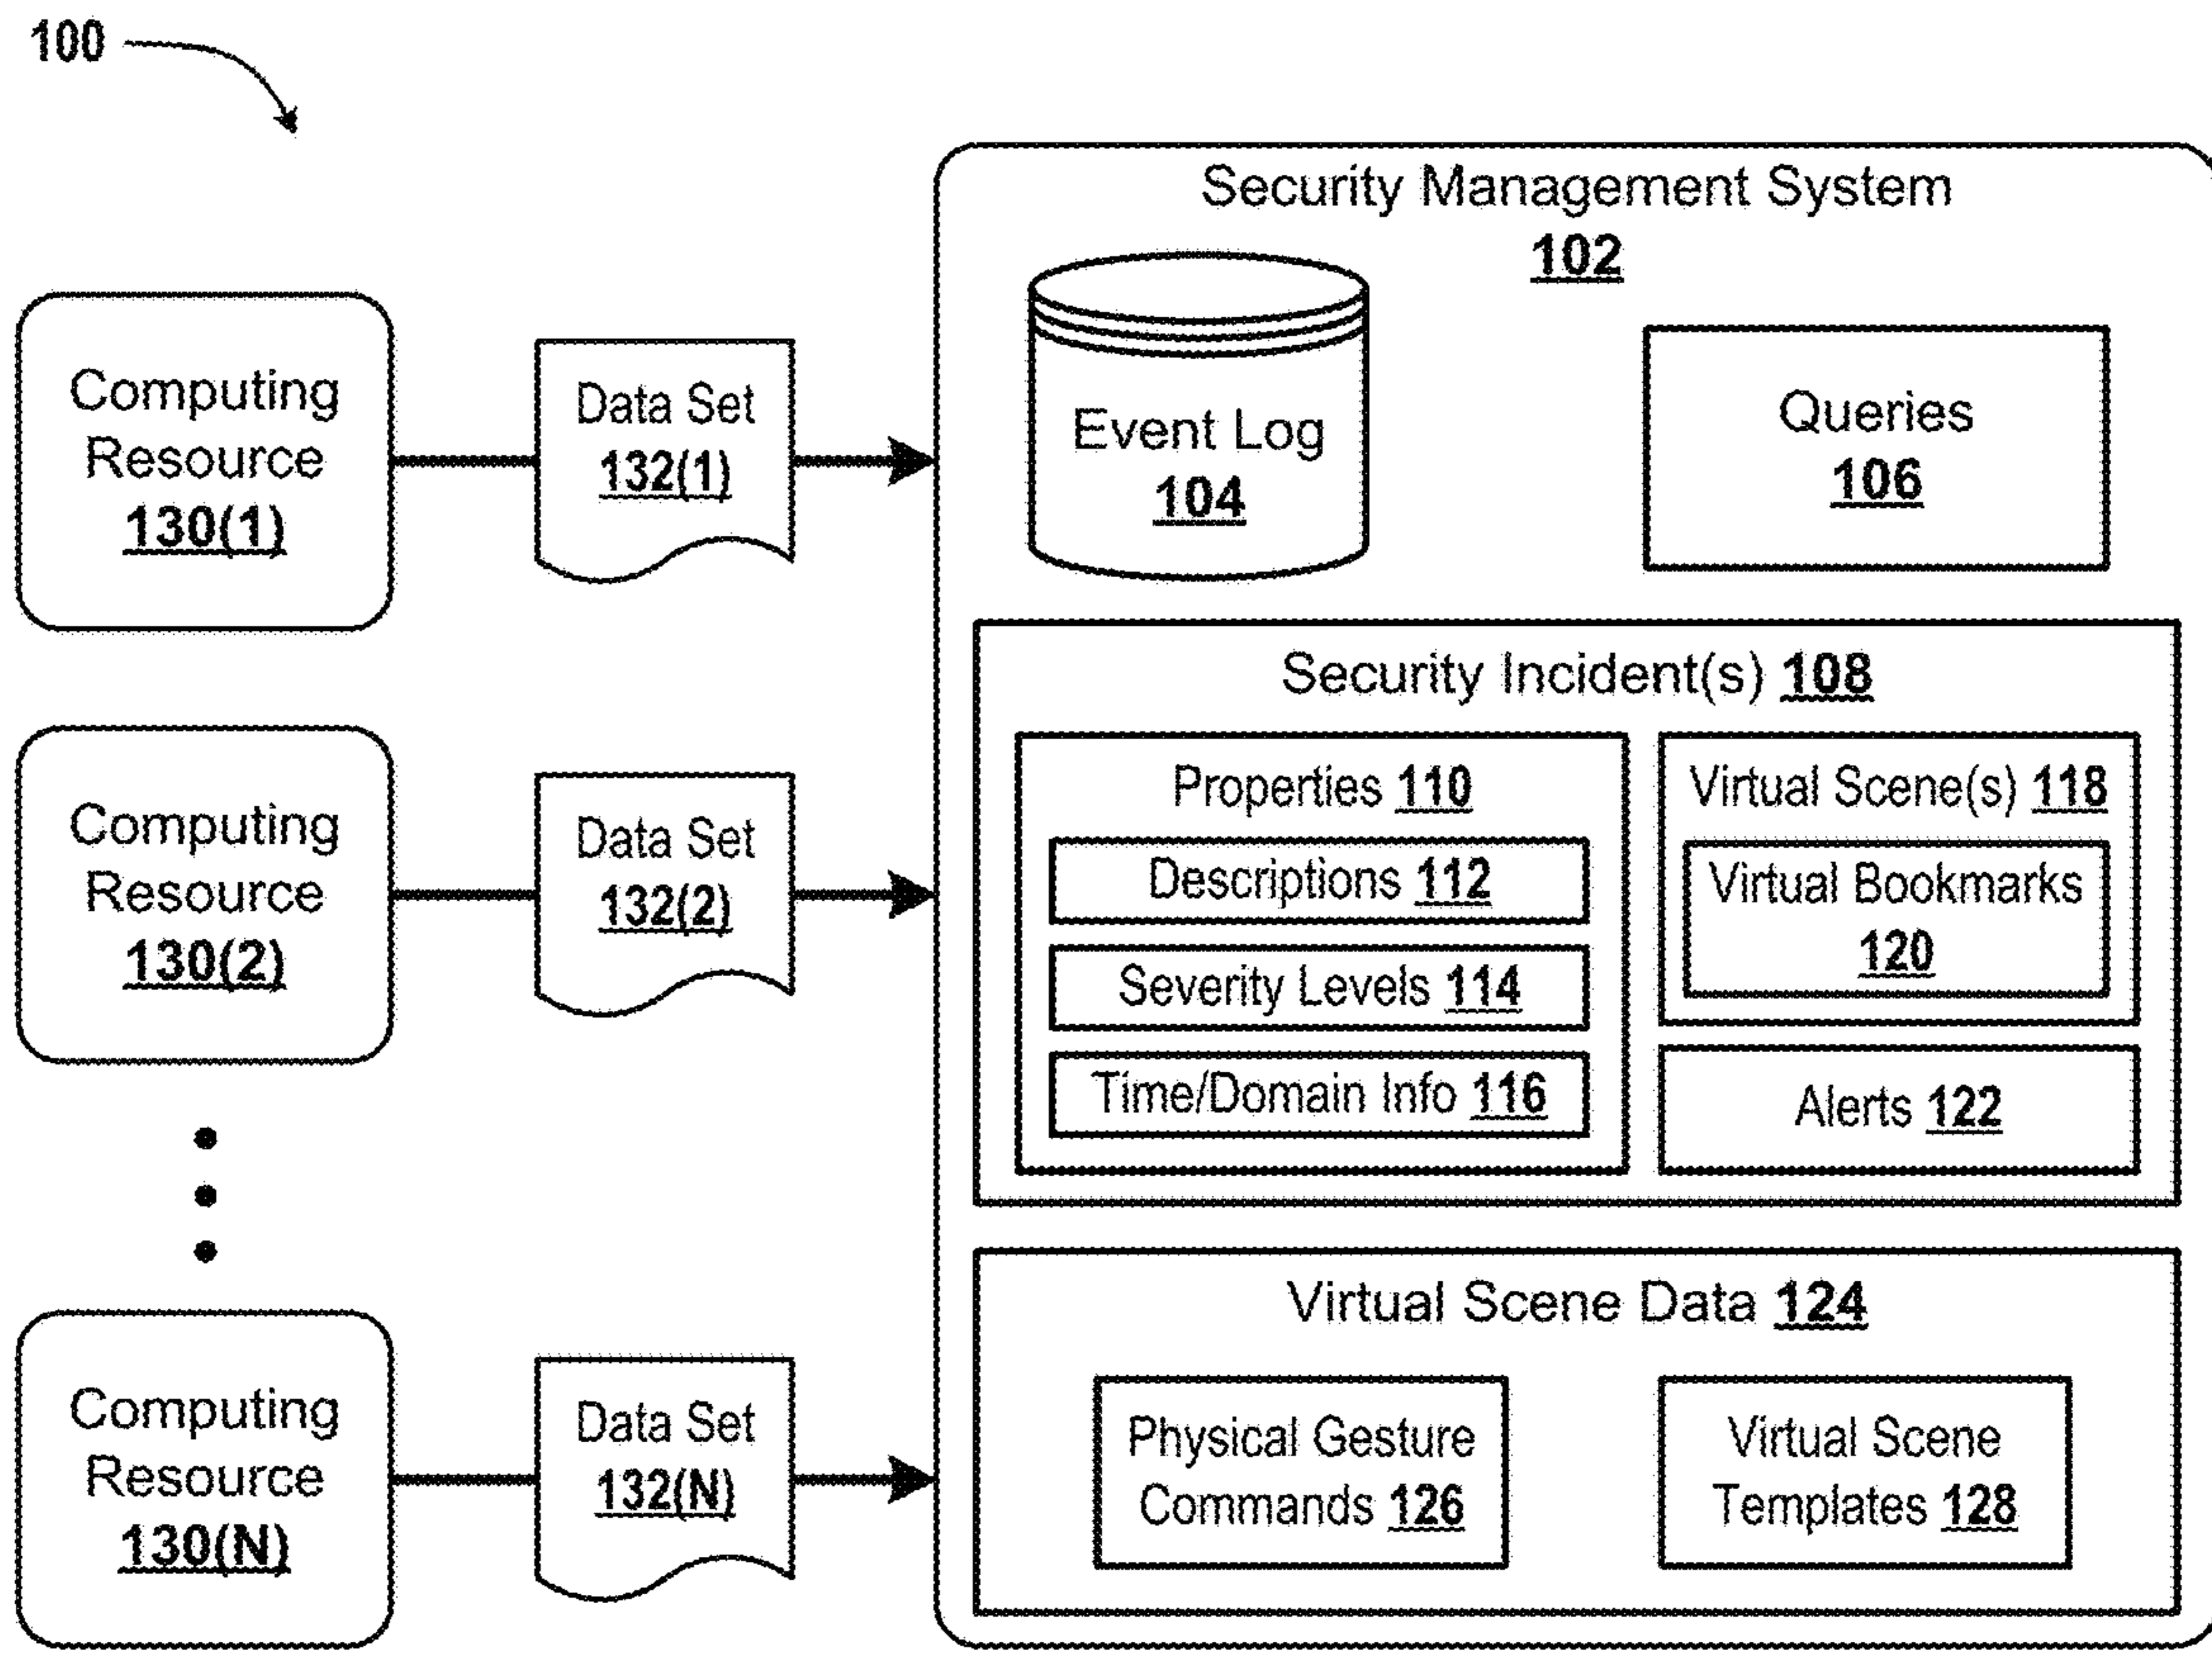 100
Security Management System
102
Computing
Resource
130(1)
Data Set
132(1)
Event Log
104
Queries
106
Security Incident(s) 108
Properties 110
Descriptions 112
Severity Levels 114
Time/Domain Info 116
Virtual Scene(s) 118
Virtual Bookmarks
120
Alerts 122
Computing
Resource
130(2)
Data Set
132(2)
Virtual Scene Data 124
Physical Gesture
Commands 126
Virtual Scene
Templates 128
Computing
Resource
130(N)
Data Set
132(N)